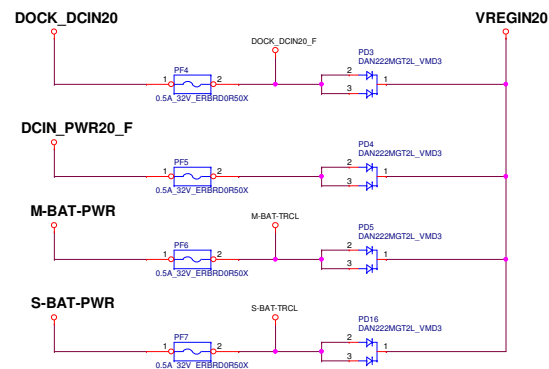 DOCK_DCIN20
VREGIN20
DOCK_DCIN20_F
PD3
DAN222MGT2L_VMD3
PF4
1
2
2
3
1
0.5A_32V_ERBRD0R50X
DCIN_PWR20_F
PD4
DAN222MGT2L_VMD3
PF5
1
2
2
3
1
0.5A_32V_ERBRD0R50X
M-BAT-PWR
M-BAT-TRCL
PD5
DAN222MGT2L_VMD3
PF6
1
2
2
3
1
0.5A_32V_ERBRD0R50X
S-BAT-PWR
S-BAT-TRCL
PD16
DAN222MGT2L_VMD3
PF7
1
2
2
3
1
0.5A_32V_ERBRD0R50X